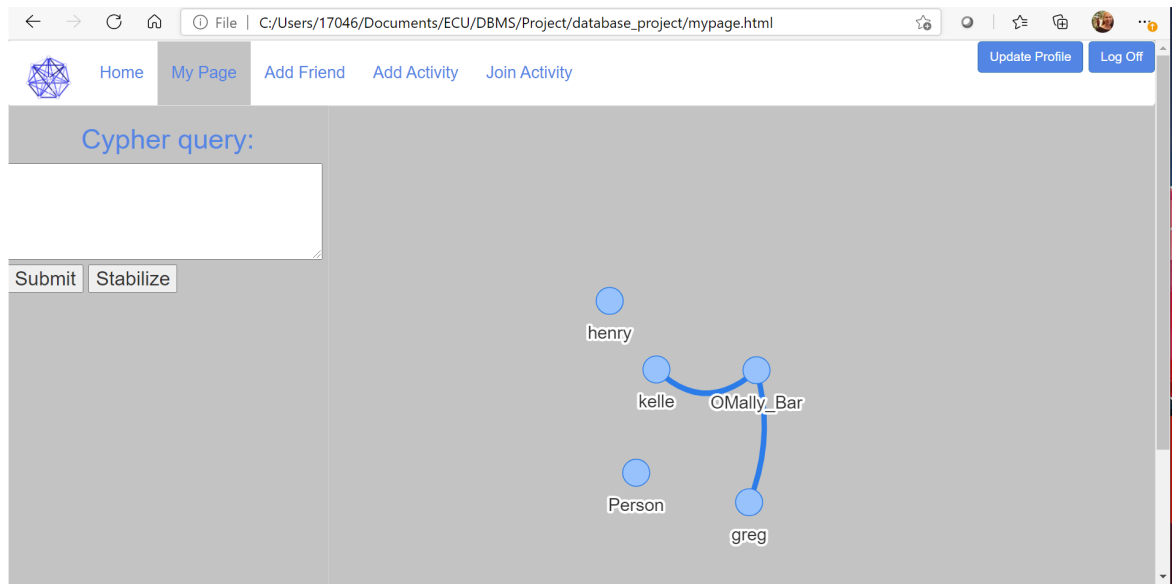 File | C:/Users/17046/Documents/ECU/DBMS/Project/database_project/mypage.html
Home My Page Add Friend Add Activity Join Activity Update Profile Log Off
Cypher query:
Submit Stabilize
henry
kelle OMally_Bar
Person
greg